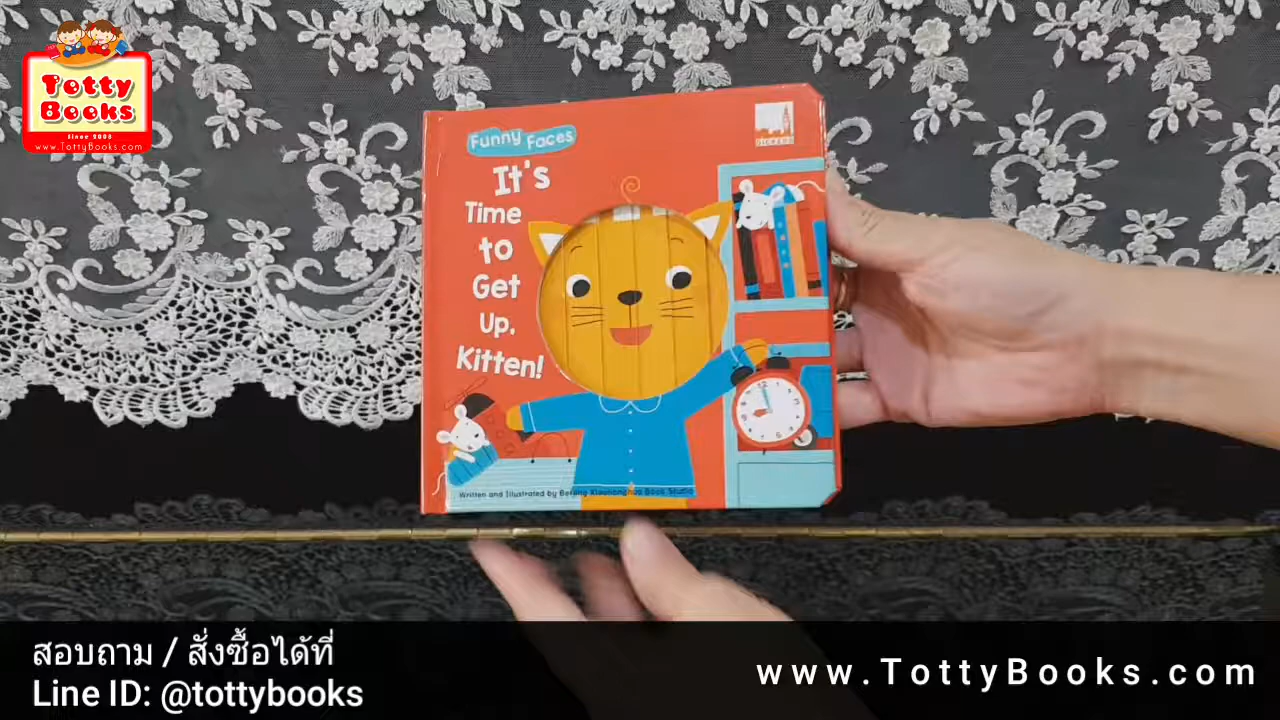 Totty
Books
Since 2008
www.TottyBooks.com
Funny Faces
It's
Time
to
Get
Up,
Kitten!
Written and Illustrated by Beijing Xiaohonghua Book Studio
สอบถาม / สั่งซื้อได้ที่
Line ID: @tottybooks
www.TottyBooks.com